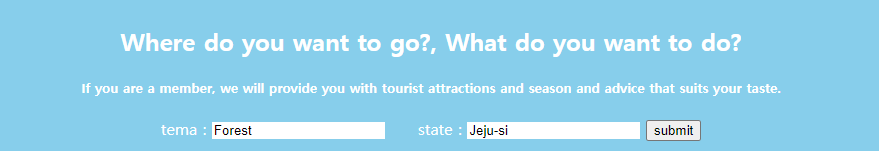 Where do you want to go?, What do you want to do?
If you are a member, we will provide you with tourist attractions and season and advice that suits your taste.
tema : Forest state : Jeju-si submit